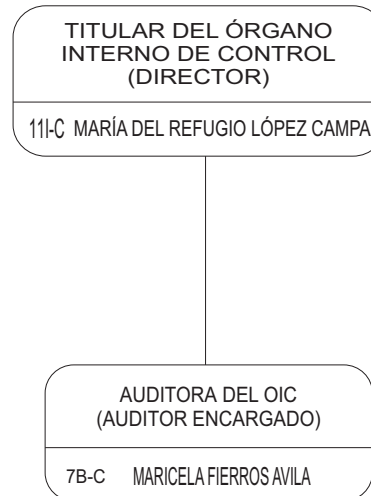 TITULAR DEL ÓRGANO
INTERNO DE CONTROL
(DIRECTOR)
11I-C MARÍA DEL REFUGIO LÓPEZ CAMPA
AUDITORA DEL OIC
(AUDITOR ENCARGADO)
7B-C MARICELA FIERROS AVILA